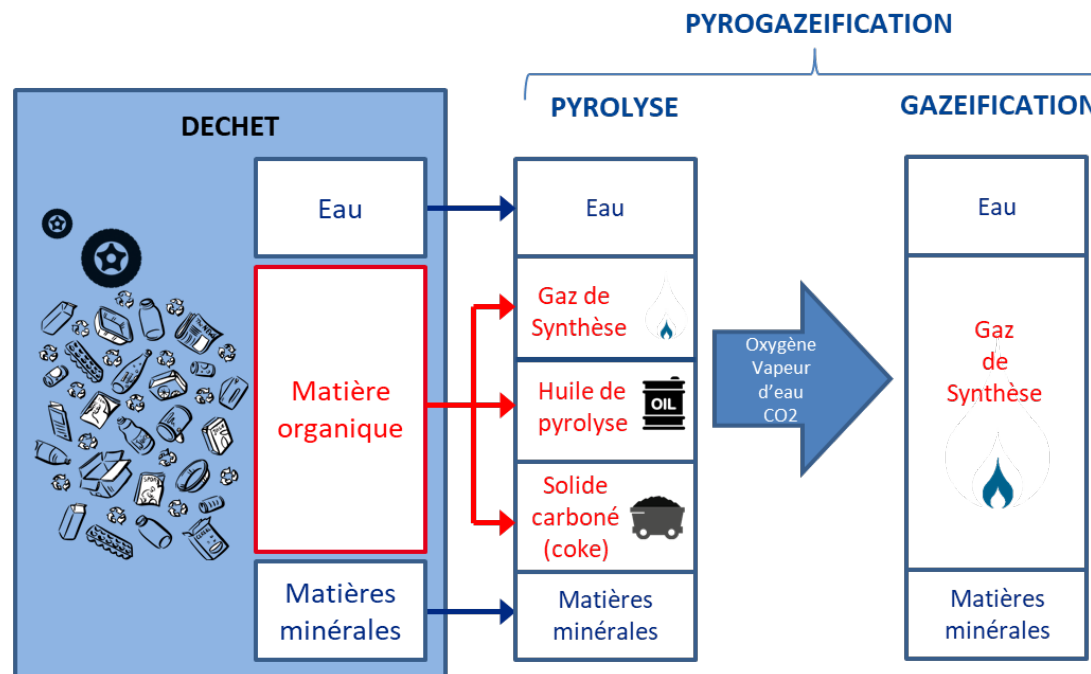 PYROGAZEIFICATION
DECHET
PYROLYSE
GAZEIFICATION
Eau
Eau
Eau
Matière
organique
Gaz de
Synthèse
Huile de
pyrolyse
OIL
Solide
carboné
(coke)
Oxygène
Vapeur
d’eau
CO2
Gaz
de
Synthèse
Matières
minérales
Matières
minérales
Matières
minérales